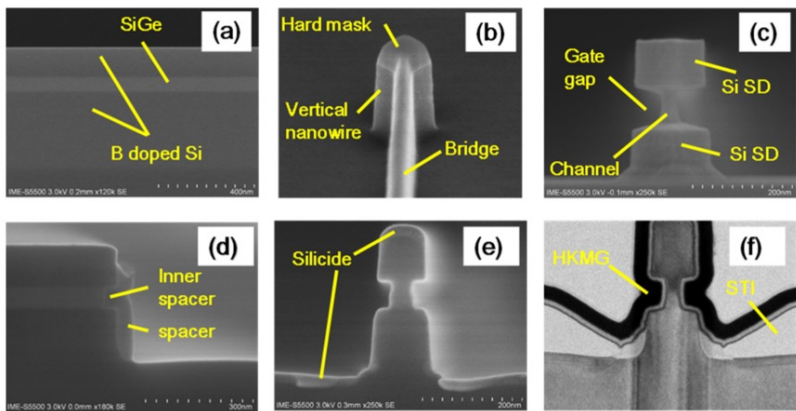 SiGe
(a)
B doped Si
IME-S5500 3.0kV 0.2mm x120k SE
400nm
Hard mask
(b)
Vertical
nanowire
Bridge
(c)
Gate
gap
Si SD
Channel
Si SD
IME-S5500 3.0kV -0.1mm x250k SE
200nm
(d)
Inner
spacer
spacer
IME-S5500 3.0kV 0.0mm x180k SE
300nm
(e)
Silicide
IME-S5500 3.0kV 0.3mm x250k SE
200nm
(f)
HKMG
STI